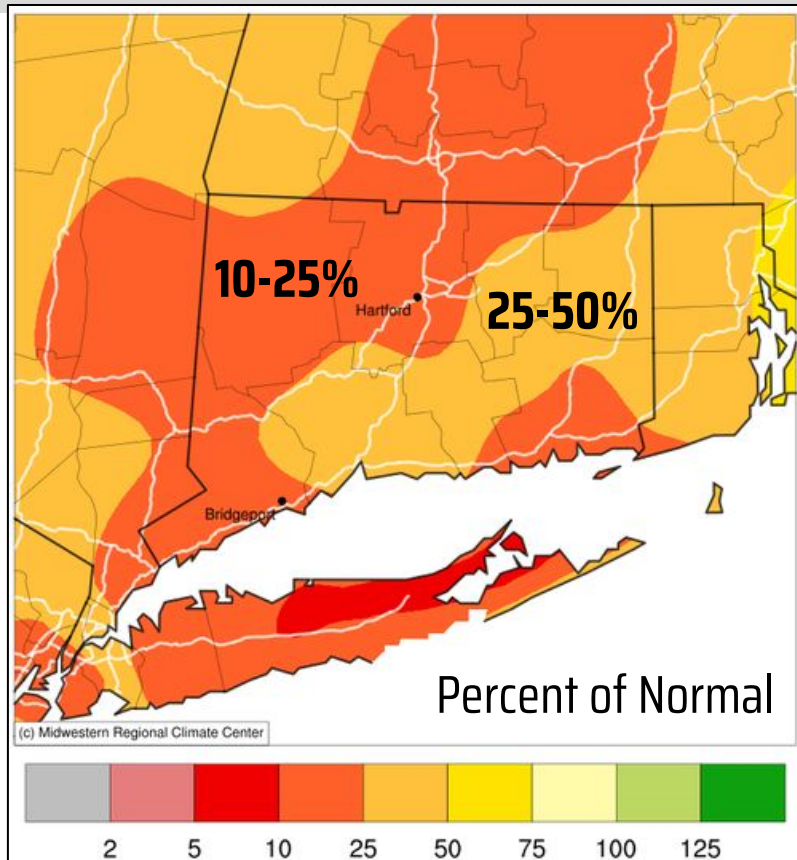 10-25%
Hartford
25-50%
Bridgeport
Percent of Normal
(c) Midwestern Regional Climate Center
2 5 10 25 50 75 100 125